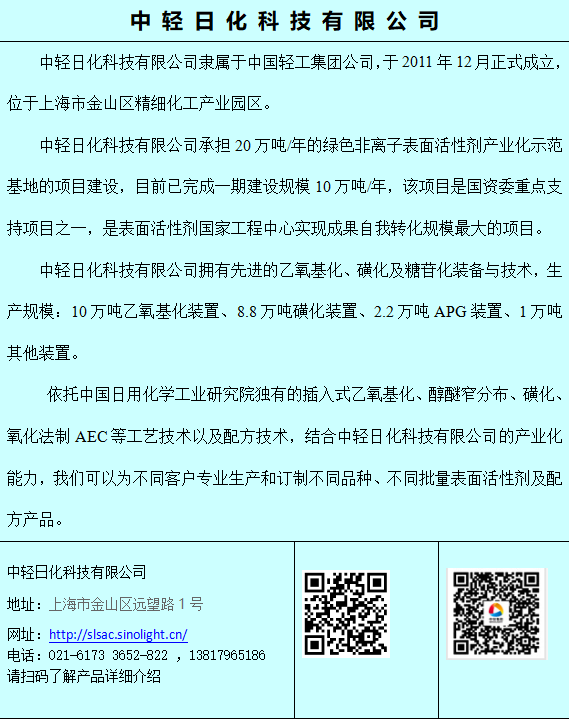 中轻日化科技有限公司
中轻日化科技有限公司隶属于中国轻工集团公司,于2011年12月正式成立,
位于上海市金山区精细化工产业园区。
中轻日化科技有限公司承担20万吨/年的绿色非离子表面活性剂产业化示范
基地的项目建设，目前已完成一期建设规模10万吨/年，该项目是国资委重点支
持项目之一，是表面活性剂国家工程中心实现成果自我转化规模最大的项目。
中轻日化科技有限公司拥有先进的乙氧基化、磺化及糖苷化装备与技术，生
产规模：10万吨乙氧基化装置、8.8万吨磺化装置、2.2万吨APG装置、1万吨
其他装置。
依托中国日用化学工业研究院独有的插入式乙氧基化、醇醚窄分布、磺化、
氧化法制AEC等工艺技术以及配方技术，结合中轻日化科技有限公司的产业化
能力，我们可以为不同客户专业生产和订制不同品种、不同批量表面活性剂及配
方产品。
中轻日化科技有限公司
地址：上海市金山区远望路1号
网址：http://slsac.sinolight.cn/
电话：021-6173 3652-822 ，13817965186
请扫码了解产品详细介绍